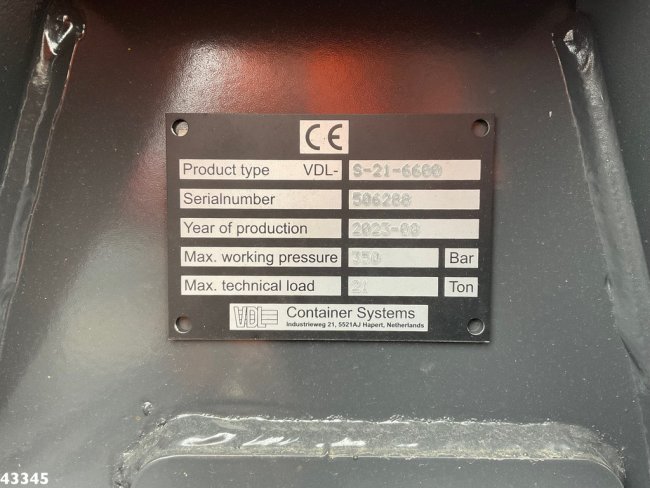 CE
Product type VDL- S-21-6600
Serialnumber 506288
Year of production 2023-08
Max. working pressure 350 Bar
Max. technical load 21 Ton
VDL Container Systems
Industrieweg 21, 5521AJ Hapert, Netherlands
43345